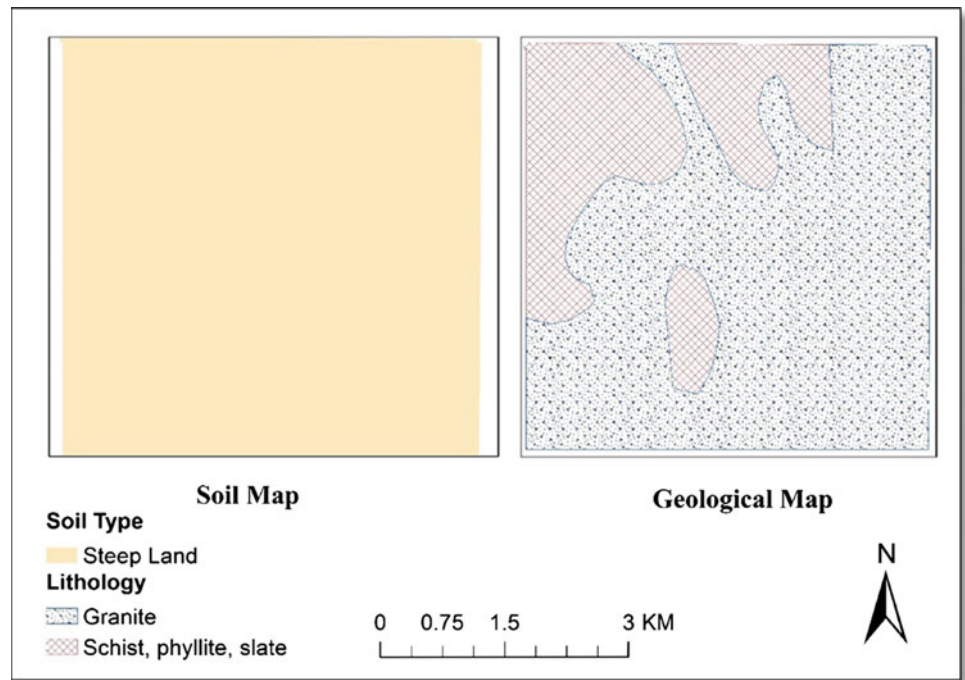 Soil Map
Geological Map
Soil Type
Steep Land
Lithology
Granite
Schist, phyllite, slate
0 0.75 1.5 3 KM
N